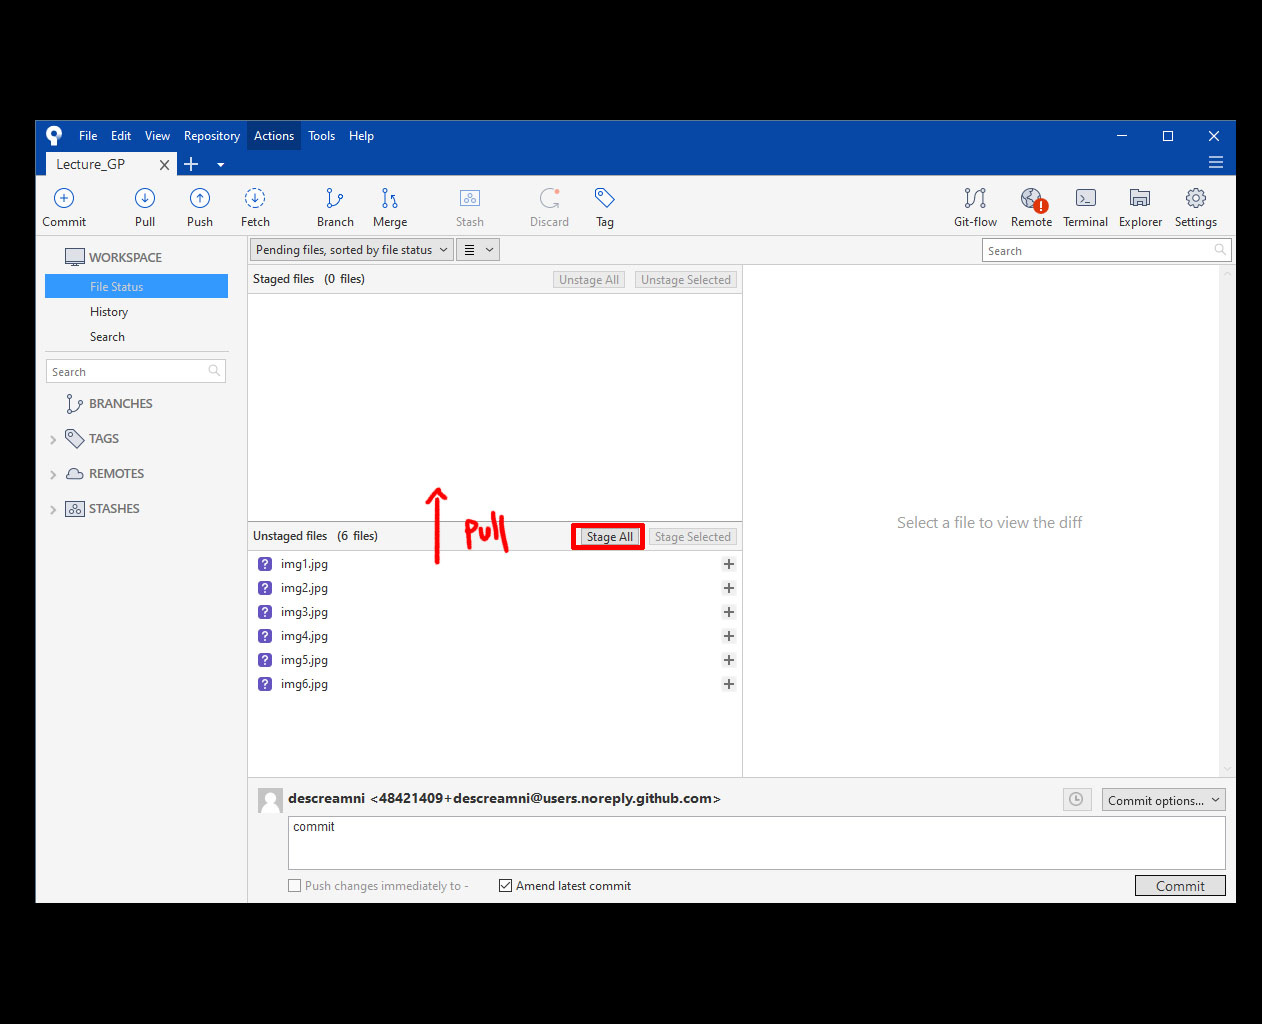 File Edit View Repository Actions Tools Help
Lecture_GP
Commit Pull Push Fetch Branch Merge Stash Discard Tag Git-flow Remote Terminal Explorer Settings
WORKSPACE
File Status
History
Search
Search
BRANCHES
TAGS
REMOTES
STASHES
Pending files, sorted by file status
Search
Staged files (0 files) Unstage All Unstage Selected
pull
Unstaged files (6 files) Stage All Stage Selected
img1.jpg
img2.jpg
img3.jpg
img4.jpg
img5.jpg
img6.jpg
Select a file to view the diff
descreamni <48421409+descreamni@users.noreply.github.com>
Commit options...
commit
Push changes immediately to -
Amend latest commit
Commit